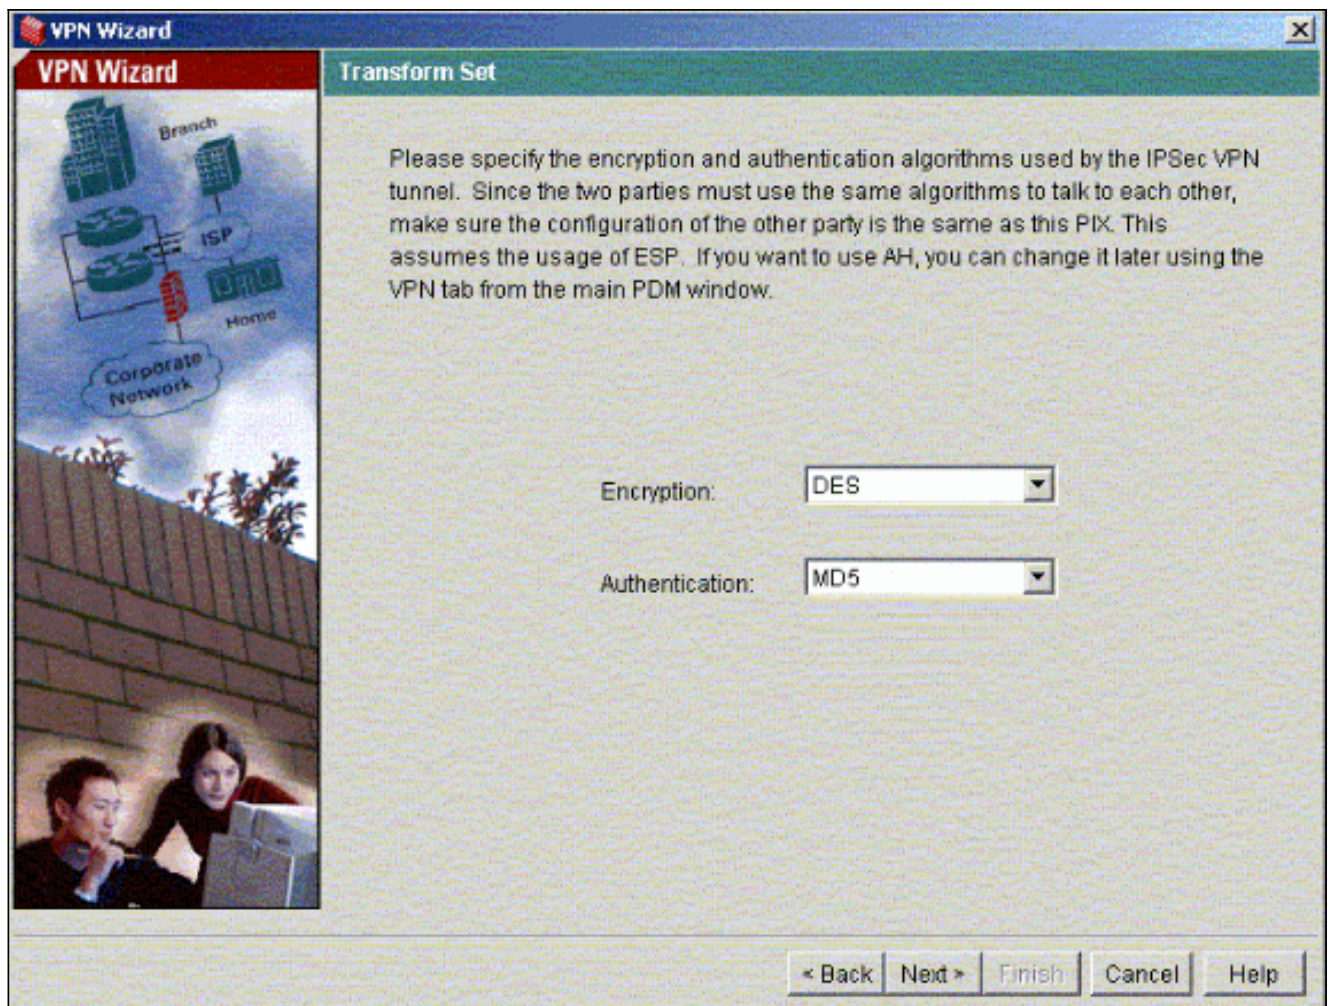 VPN Wizard
VPN Wizard
Transform Set
Branch
ISP
Home
Corporate
Network
Please specify the encryption and authentication algorithms used by the IPSec VPN
tunnel. Since the two parties must use the same algorithms to talk to each other,
make sure the configuration of the other party is the same as this PIX. This
assumes the usage of ESP. If you want to use AH, you can change it later using the
VPN tab from the main PDM window.
Encryption: DES
Authentication: MD5
< Back Next > Finish Cancel Help